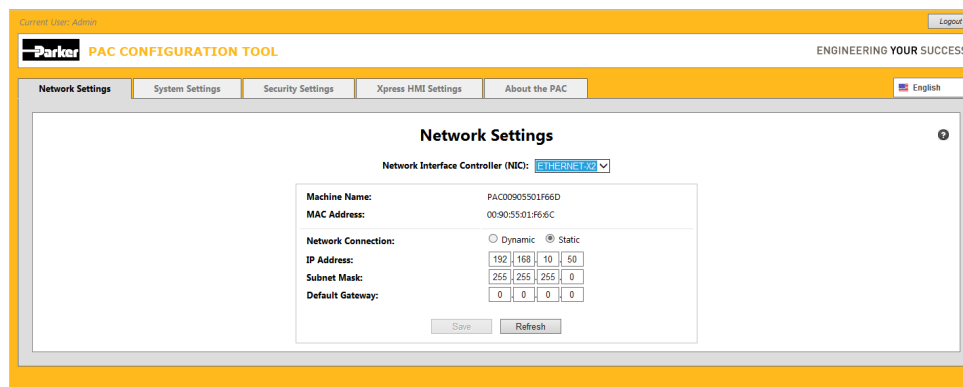 Current User: Admin
Logout
Parker PAC CONFIGURATION TOOL
ENGINEERING YOUR SUCCESS
Network Settings System Settings Security Settings Xpress HMI Settings About the PAC
English
Network Settings
?
Network Interface Controller (NIC): ETHERNET-X2
Machine Name: PAC00905501F66D
MAC Address: 00:90:55:01:F6:6C
Network Connection: Dynamic Static
IP Address: 192 . 168 . 10 . 50
Subnet Mask: 255 . 255 . 255 . 0
Default Gateway: 0 . 0 . 0 . 0
Save Refresh